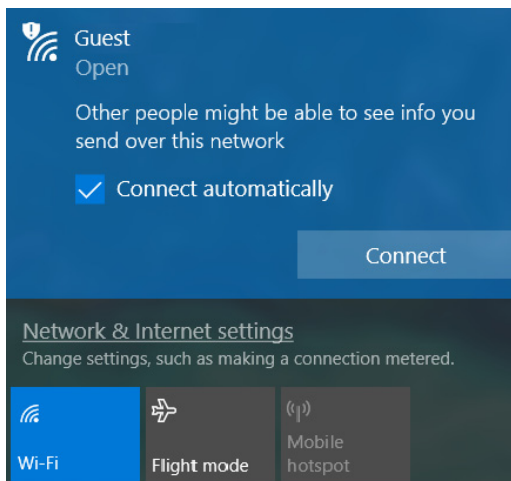 Guest
Open
Other people might be able to see info you
send over this network
Connect automatically
Connect
Network & Internet settings
Change settings, such as making a connection metered.
Wi-Fi
Flight mode
Mobile
hotspot